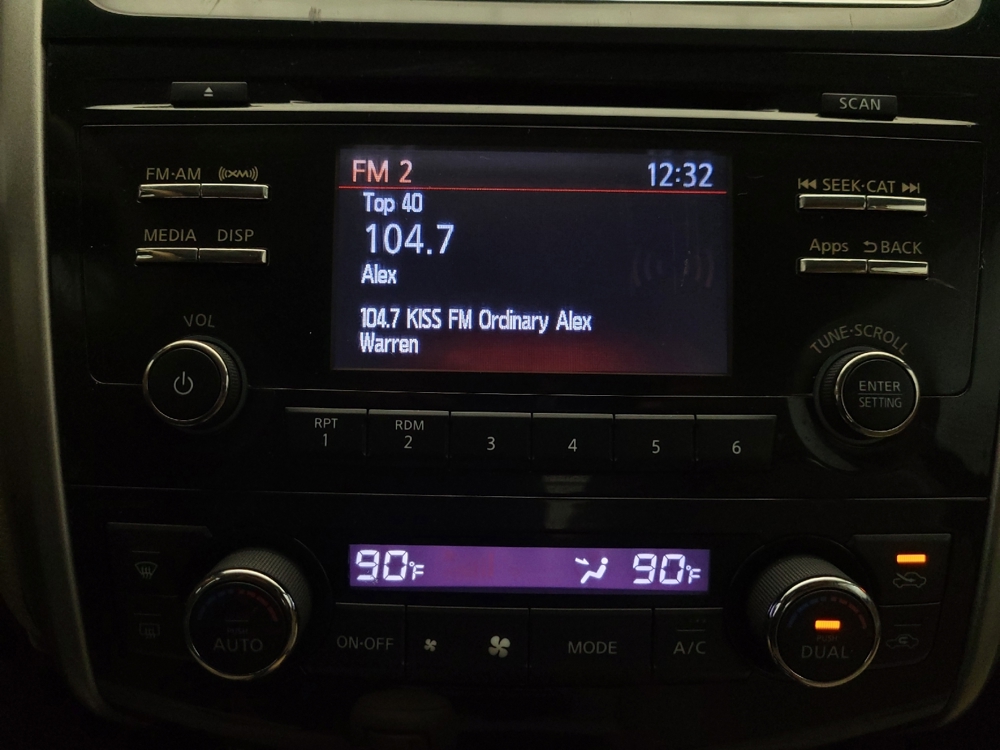 SCAN
FM·AM
((XM))
SEEK·CAT
MEDIA DISP
Apps BACK
FM 2 12:32
Top 40
104.7
Alex
104.7 KISS FM Ordinary Alex
Warren
VOL
TUNE·SCROLL
ENTER
SETTING
RPT
1
RDM
2
3
4
5
6
90°F 90°F
AUTO
ON·OFF
MODE
A/C
PUSH
DUAL